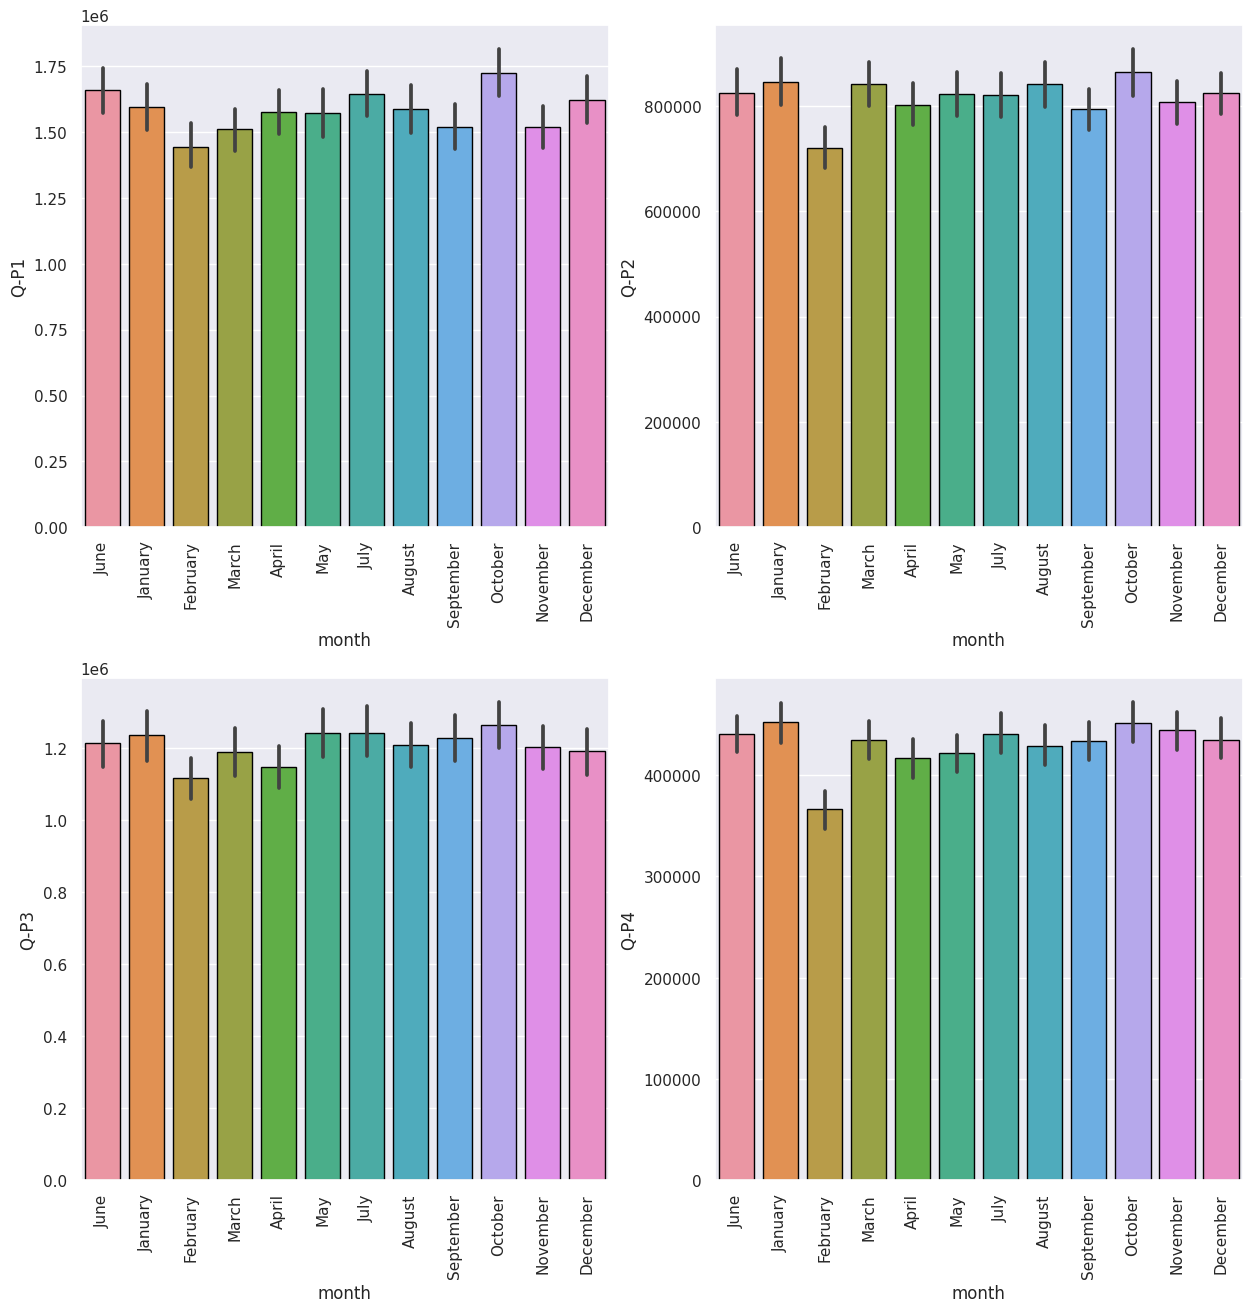 1e6
1.75
1.50
1.25
1.00
0.75
0.50
0.25
0.00
Q-P1
June
January
February
March
April
May
July
August
September
October
November
December
month
800000
600000
400000
200000
0
Q-P2
June
January
February
March
April
May
July
August
September
October
November
December
month
1e6
1.2
1.0
0.8
0.6
0.4
0.2
0.0
Q-P3
June
January
February
March
April
May
July
August
September
October
November
December
month
400000
300000
200000
100000
0
Q-P4
June
January
February
March
April
May
July
August
September
October
November
December
month